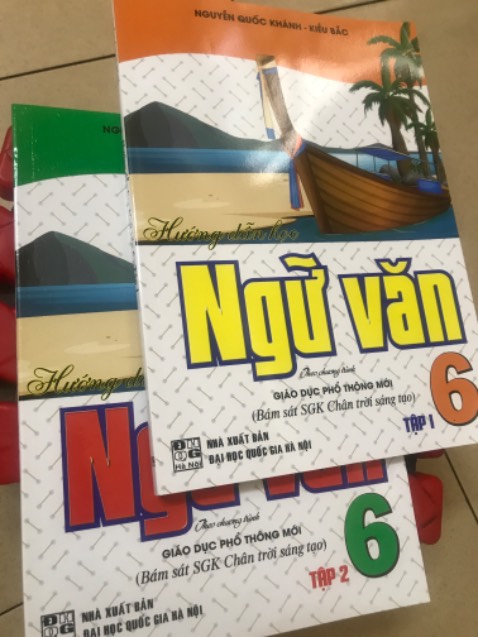 NGUYỄN QUỐC KHÁNH - KIỀU BẮC
Hướng dẫn học
NGỮ VĂN
Theo chương trình
GIÁO DỤC PHỔ THÔNG MỚI
(Bám sát SGK Chân trời sáng tạo)
6
TẬP 1
NHÀ XUẤT BẢN
ĐẠI HỌC QUỐC GIA HÀ NỘI
Hà Nội
Hướng
Theo chương trình
GIÁO DỤC PHỔ THÔNG MỚI
(Bám sát SGK Chân trời sáng tạo)
6
TẬP 2
NHÀ XUẤT BẢN
ĐẠI HỌC QUỐC GIA HÀ NỘI